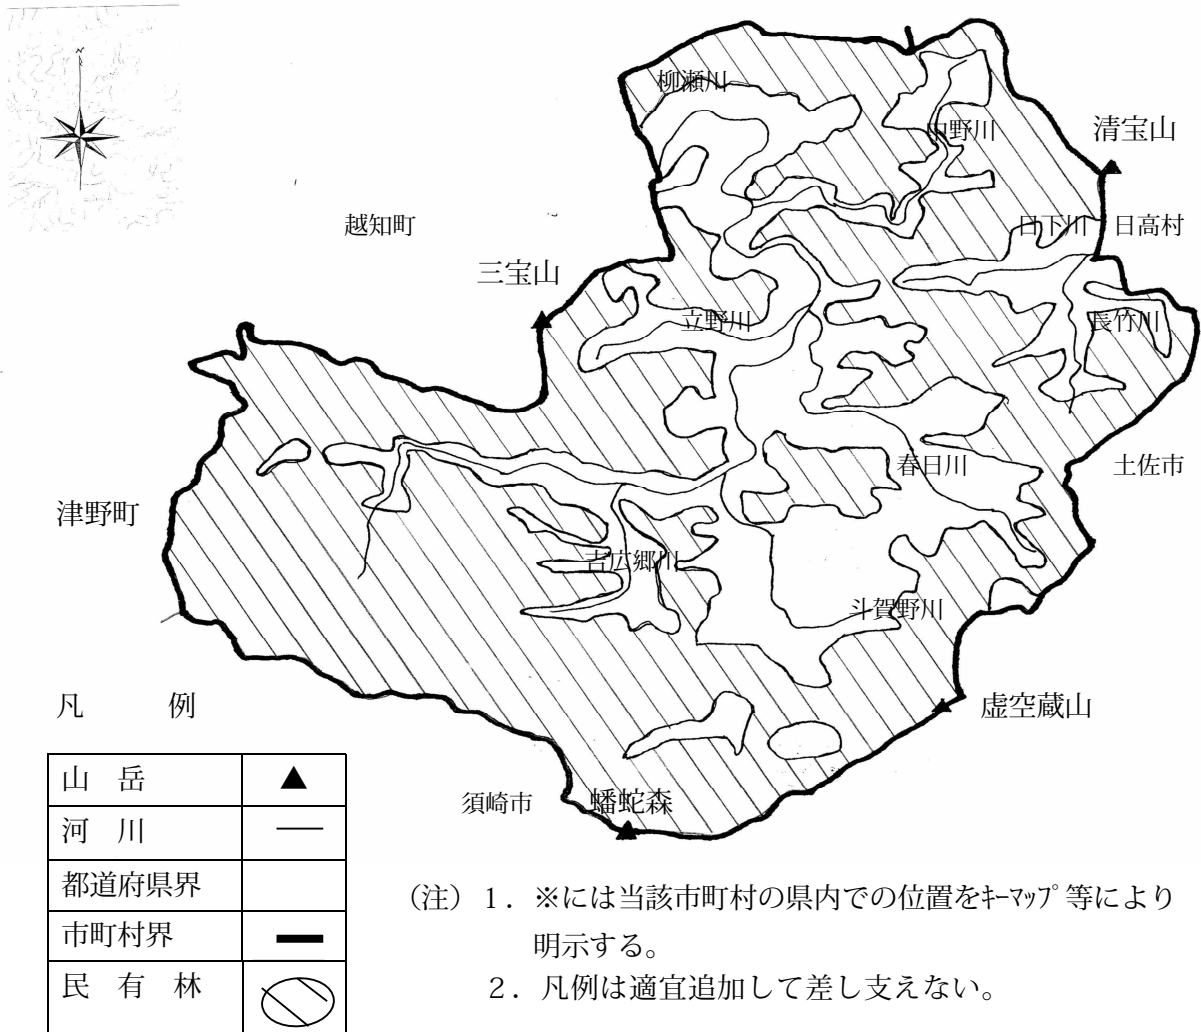 N
柳瀬川
中野川
清宝山
越知町
日下川
日高村
三宝山
立野川
長竹川
春日川
土佐市
津野町
吉広郷川
斗賀野川
虚空蔵山
須崎市
蟠蛇森
凡　例
山　岳
河　川
都道府県界
市町村界
民　有　林
（注）１．※には当該市町村の県内での位置をｷｰﾏｯﾌﾟ等により
明示する。
２．凡例は適宜追加して差し支えない。